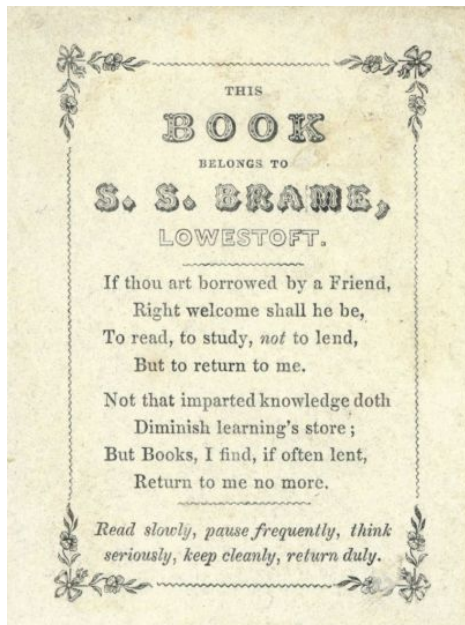 THIS
BOOK
BELONGS TO
S. S. BRAME,
LOWESTOFT.
If thou art borrowed by a Friend,
Right welcome shall he be,
To read, to study, not to lend,
But to return to me.
Not that imparted knowledge doth
Diminish learning's store;
But Books, I find, if often lent,
Return to me no more.
Read slowly, pause frequently, think
seriously, keep cleanly, return duly.